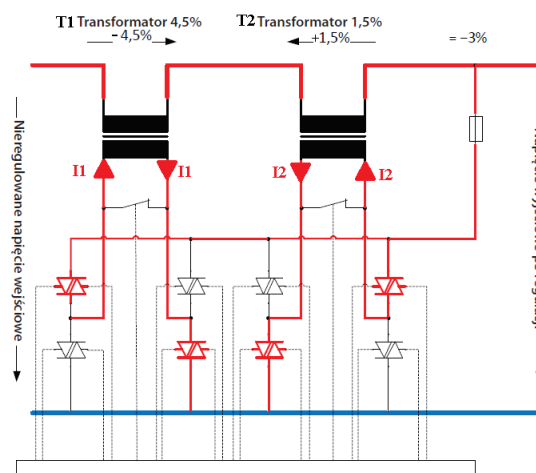 T1 Transformator 4,5%
– 4,5%
T2 Transformator 1,5%
+1,5%
= –3%
Nieregulowane napięcie wejściowe
I1
I1
I2
I2